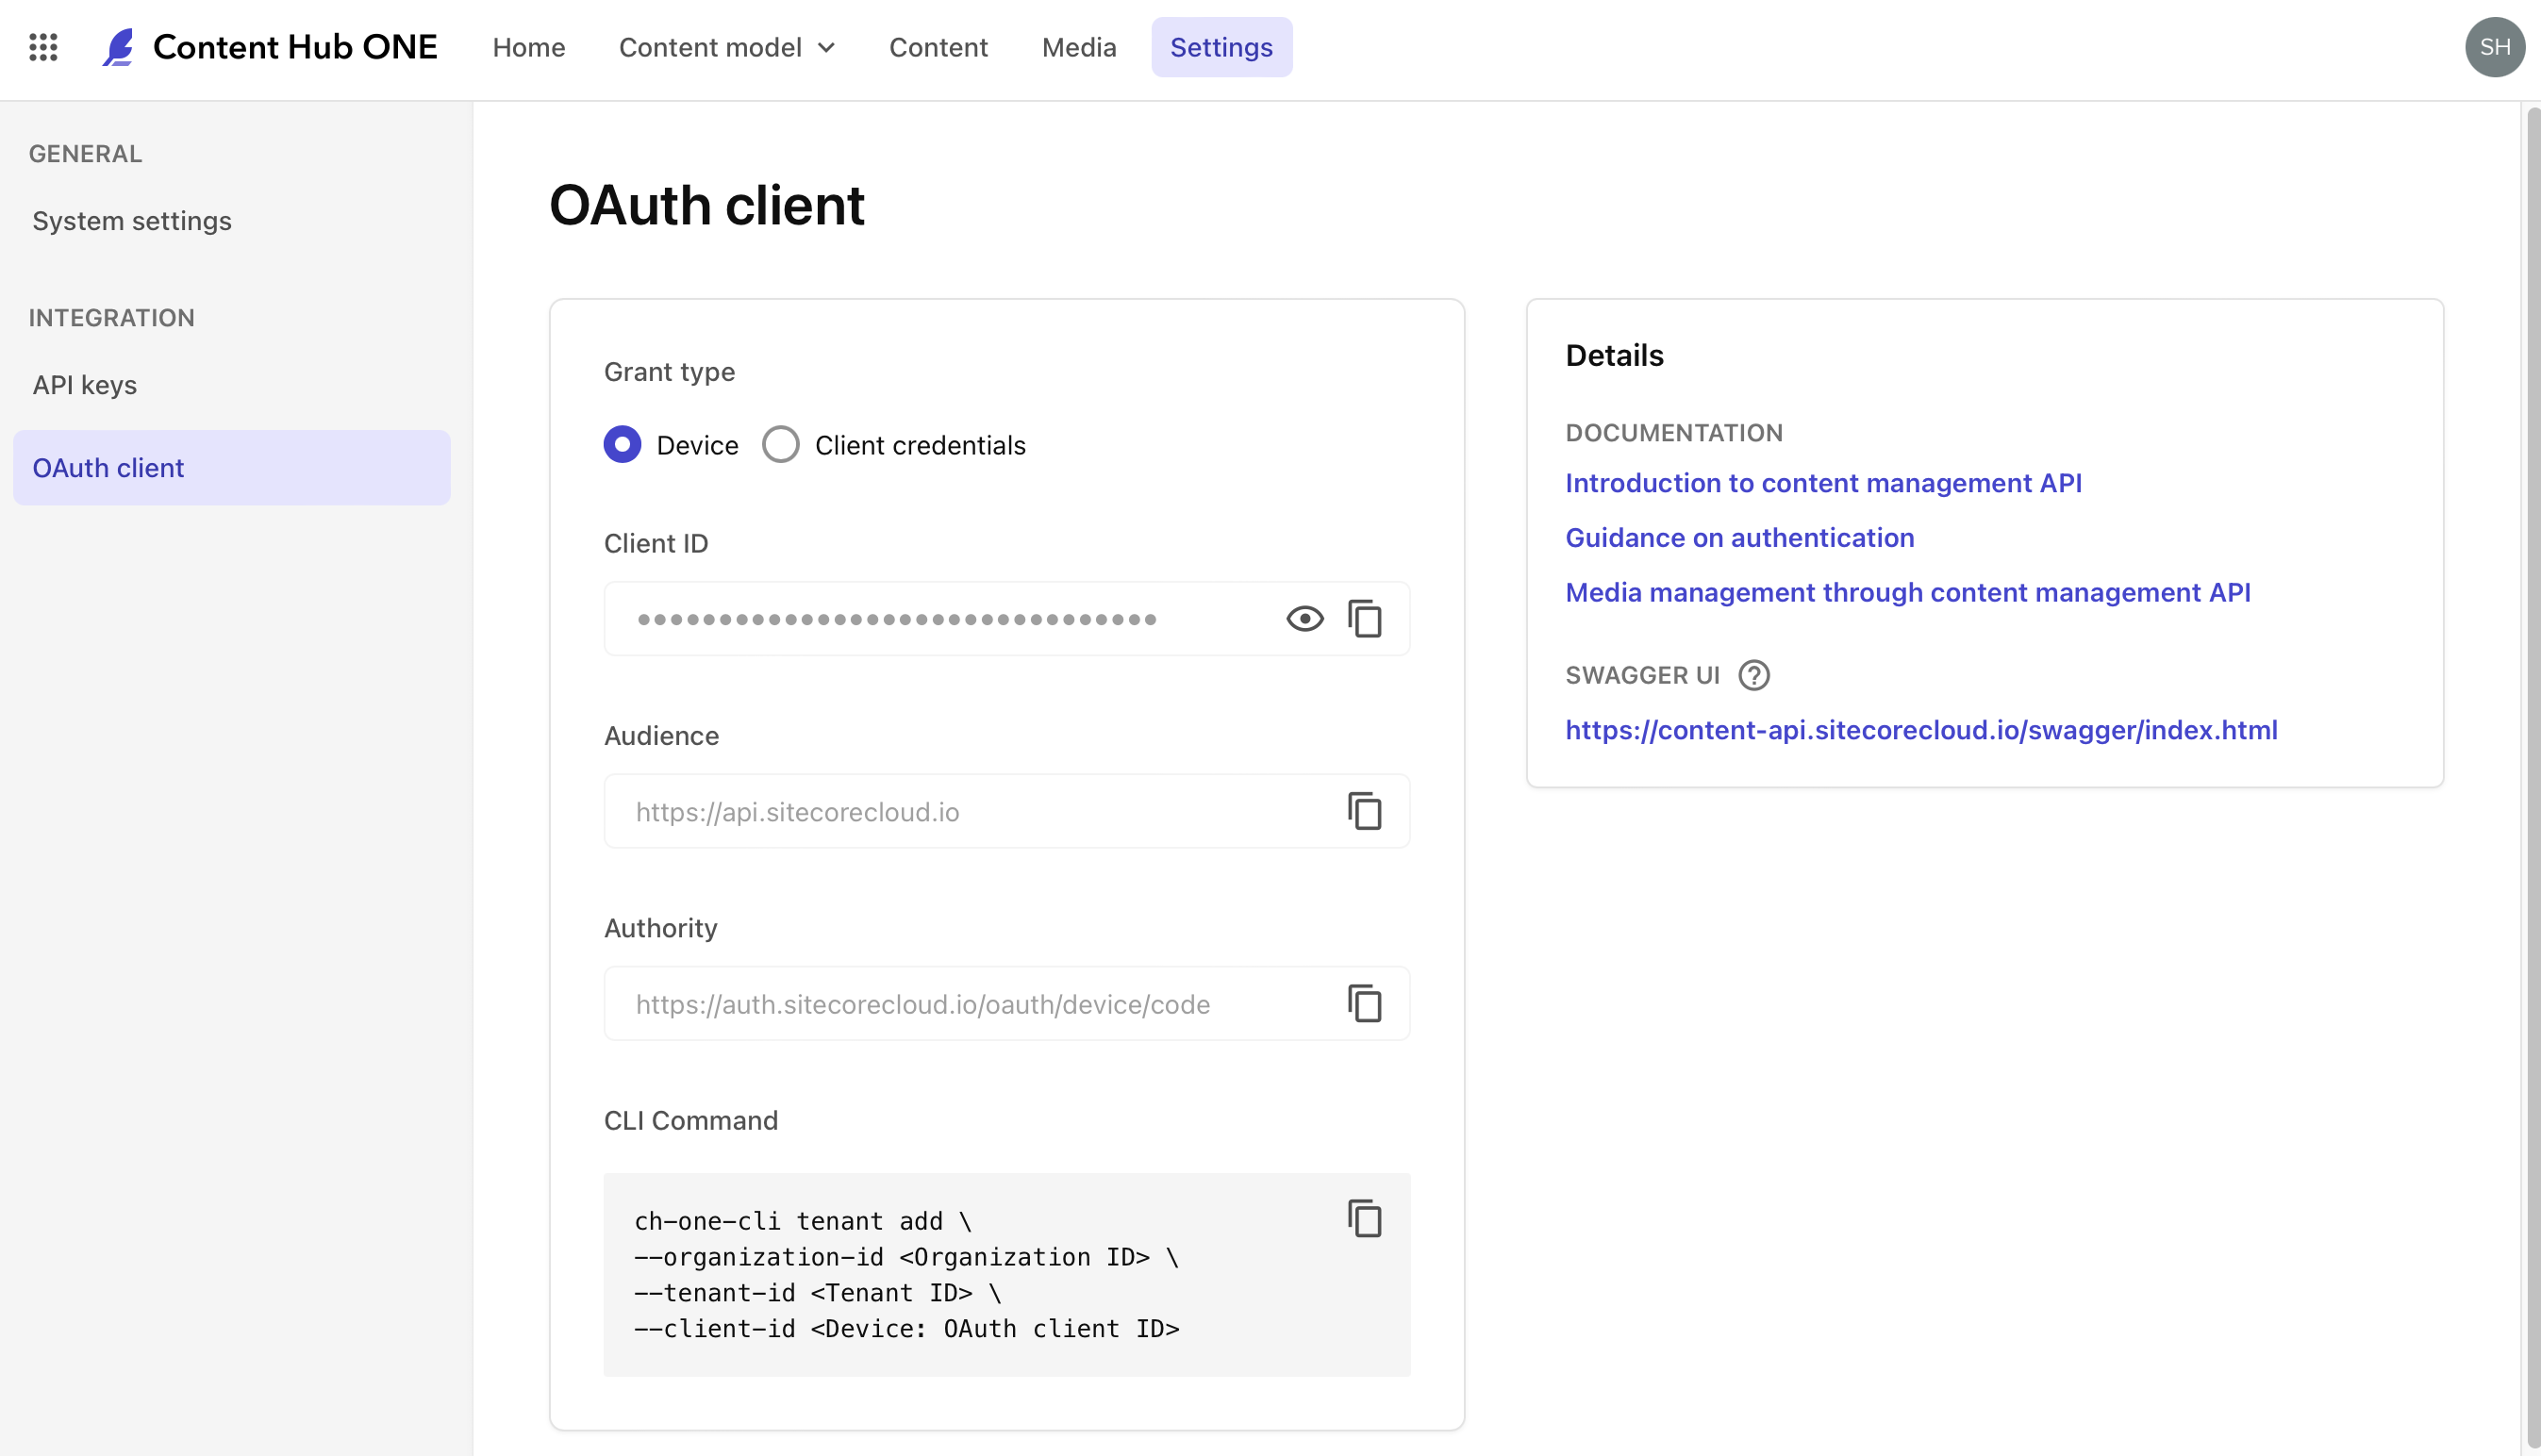 Content Hub ONE
Home
Content model
Content
Media
Settings
SH
GENERAL
System settings
INTEGRATION
API keys
OAuth client
OAuth client
Grant type
Device
Client credentials
Client ID
Audience
https://api.sitecorecloud.io
Authority
https://auth.sitecorecloud.io/oauth/device/code
CLI Command
ch-one-cli tenant add \
--organization-id <Organization ID> \
--tenant-id <Tenant ID> \
--client-id <Device: OAuth client ID>
Details
DOCUMENTATION
Introduction to content management API
Guidance on authentication
Media management through content management API
SWAGGER UI
https://content-api.sitecorecloud.io/swagger/index.html